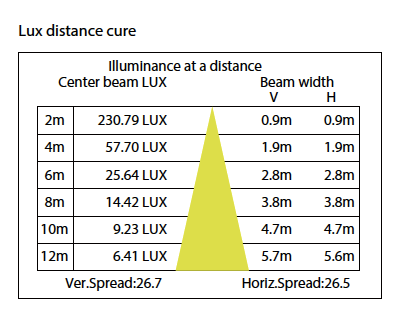 Lux distance cure
Illuminance at a distance
Center beam LUX Beam width
V H
2m 230.79 LUX 0.9m 0.9m
4m 57.70 LUX 1.9m 1.9m
6m 25.64 LUX 2.8m 2.8m
8m 14.42 LUX 3.8m 3.8m
10m 9.23 LUX 4.7m 4.7m
12m 6.41 LUX 5.7m 5.6m
Ver.Spread:26.7 Horiz.Spread:26.5